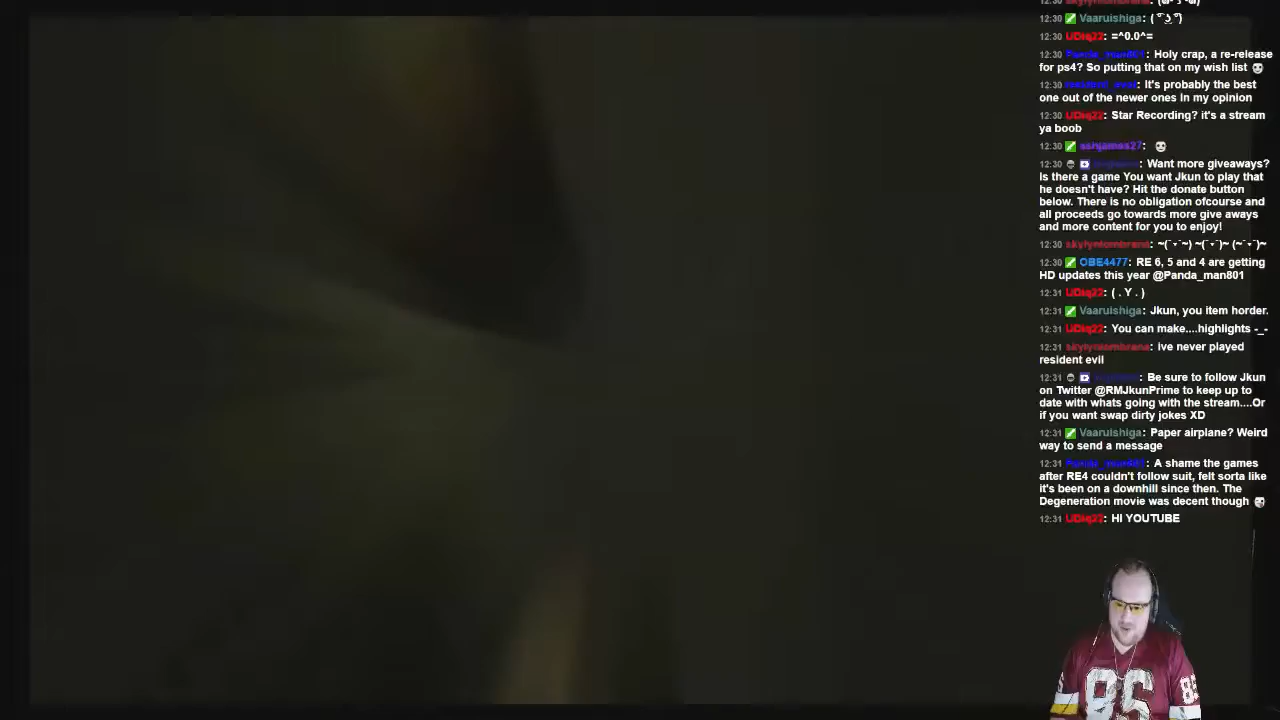 12:30
12:30 Vaaruishiga: ( ͡° ͜ʖ ͡°)
12:30 UDiq22: =^0.0^=
12:30 Panda_man801: Holy crap, a re-release
for ps4? So putting that on my wish list
12:30 It's probably the best
one out of the newer ones in my opinion
12:30 UDiq22: Star Recording? it's a stream
ya boob
12:30 ashjames27:
12:30 Want more giveaways?
Is there a game You want Jkun to play that
he doesn't have? Hit the donate button
below. There is no obligation ofcourse and
all proceeds go towards more give aways
and more content for you to enjoy!
12:30
12:30 OBE4477: RE 6, 5 and 4 are getting
HD updates this year @Panda_man801
12:31 UDiq22: ( . Y . )
12:31 Vaaruishiga: Jkun, you item horder.
12:31 UDiq22: You can make....highlights -_-
12:31 ive never played
resident evil
12:31 Be sure to follow Jkun
on Twitter @RMJkunPrime to keep up to
date with whats going with the stream....Or
if you want swap dirty jokes XD
12:31 Vaaruishiga: Paper airplane? Weird
way to send a message
12:31 Panda_man801: A shame the games
after RE4 couldn't follow suit, felt sorta like
it's been on a downhill since then. The
Degeneration movie was decent though
12:31 UDiq22: HI YOUTUBE
85
85